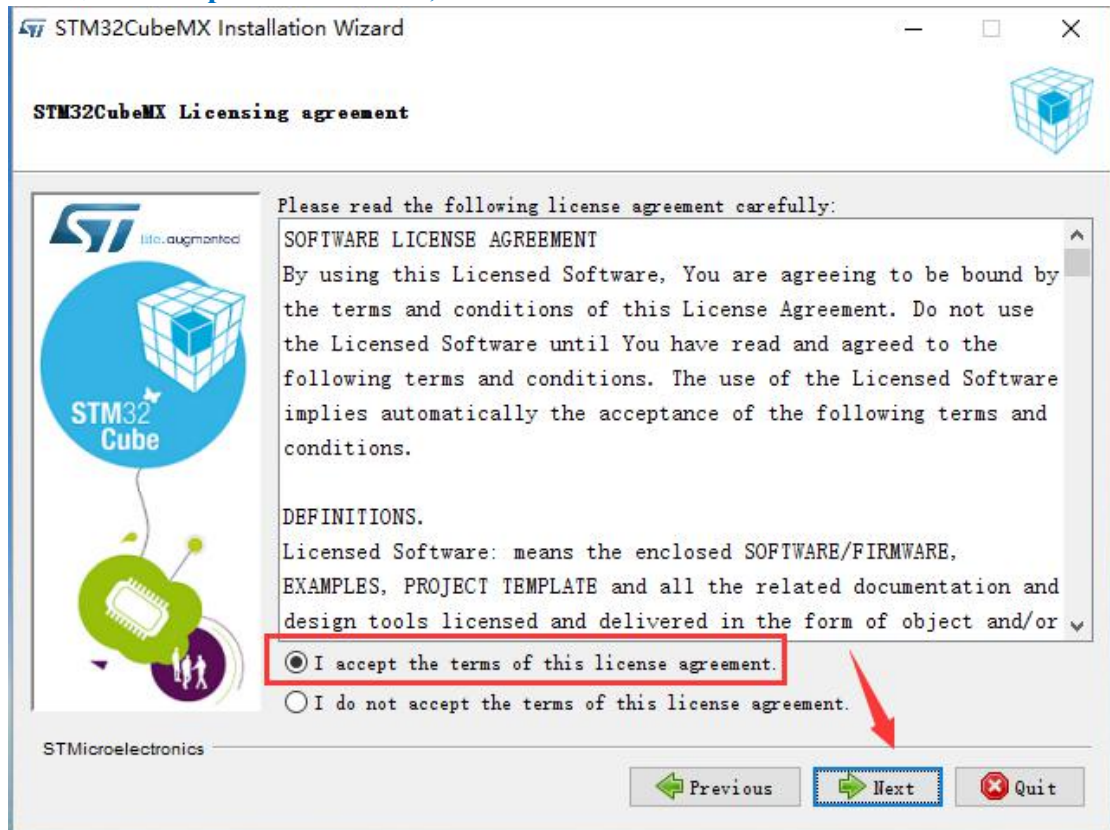 STM32CubeMX Installation Wizard
STM32CubeMX Licensing agreement
life.augmented
STM32
Cube
Please read the following license agreement carefully:
SOFTWARE LICENSE AGREEMENT
By using this Licensed Software, You are agreeing to be bound by
the terms and conditions of this License Agreement. Do not use
the Licensed Software until You have read and agreed to the
following terms and conditions. The use of the Licensed Software
implies automatically the acceptance of the following terms and
conditions.
DEFINITIONS.
Licensed Software: means the enclosed SOFTWARE/FIRMWARE,
EXAMPLES, PROJECT TEMPLATE and all the related documentation and
design tools licensed and delivered in the form of object and/or
I accept the terms of this license agreement.
I do not accept the terms of this license agreement.
STMicroelectronics
Previous
Next
Quit